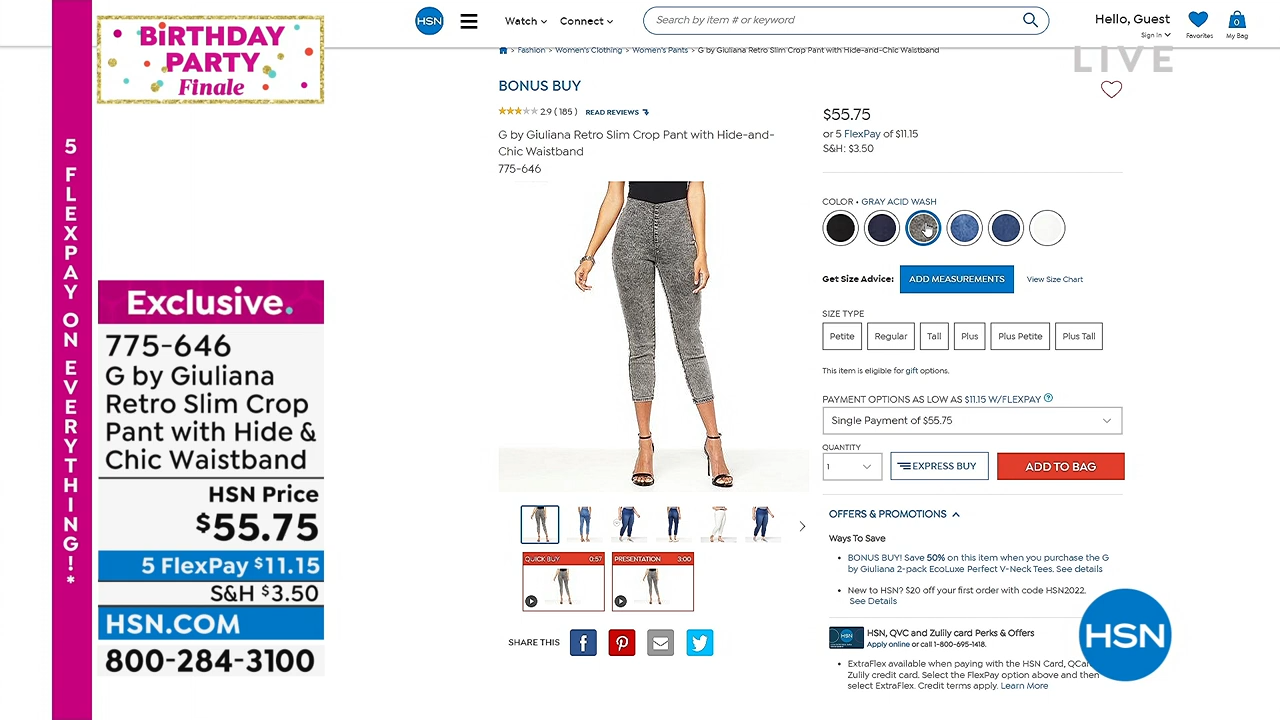 BiRTHDAY
PARTY
Finale
5 FLEXPAY ON EVERYTHING!*
Exclusive.
775-646
G by Giuliana
Retro Slim Crop
Pant with Hide &
Chic Waistband
HSN Price
$55.75
5 FlexPay $11.15
S&H $3.50
HSN.COM
800-284-3100
HSN
Watch
Connect
Search by item # or keyword
Hello, Guest
Sign In
Favorites
0
My Bag
LIVE
> Fashion > Women's Clothing > Women's Pants > G by Giuliana Retro Slim Crop Pant with Hide-and-Chic Waistband
BONUS BUY
2.9 ( 185 ) READ REVIEWS
G by Giuliana Retro Slim Crop Pant with Hide-and-
Chic Waistband
775-646
QUICK BUY 0:57
PRESENTATION 3:00
SHARE THIS
$55.75
or 5 FlexPay of $11.15
S&H: $3.50
COLOR • GRAY ACID WASH
Get Size Advice: ADD MEASUREMENTS View Size Chart
SIZE TYPE
Petite Regular Tall Plus Plus Petite Plus Tall
This item is eligible for gift options.
PAYMENT OPTIONS AS LOW AS $11.15 W/FLEXPAY ?
Single Payment of $55.75
QUANTITY
1 EXPRESS BUY ADD TO BAG
OFFERS & PROMOTIONS
Ways To Save
• BONUS BUY! Save 50% on this item when you purchase the G
by Giuliana 2-pack EcoLuxe Perfect V-Neck Tees. See details
• New to HSN? $20 off your first order with code HSN2022.
See Details
HSN HSN, QVC and Zulily card Perks & Offers
Apply online or call 1-800-695-1418.
• ExtraFlex available when paying with the HSN Card, QCar
Zulily credit card. Select the FlexPay option above and then
select ExtraFlex. Credit terms apply. Learn More
HSN